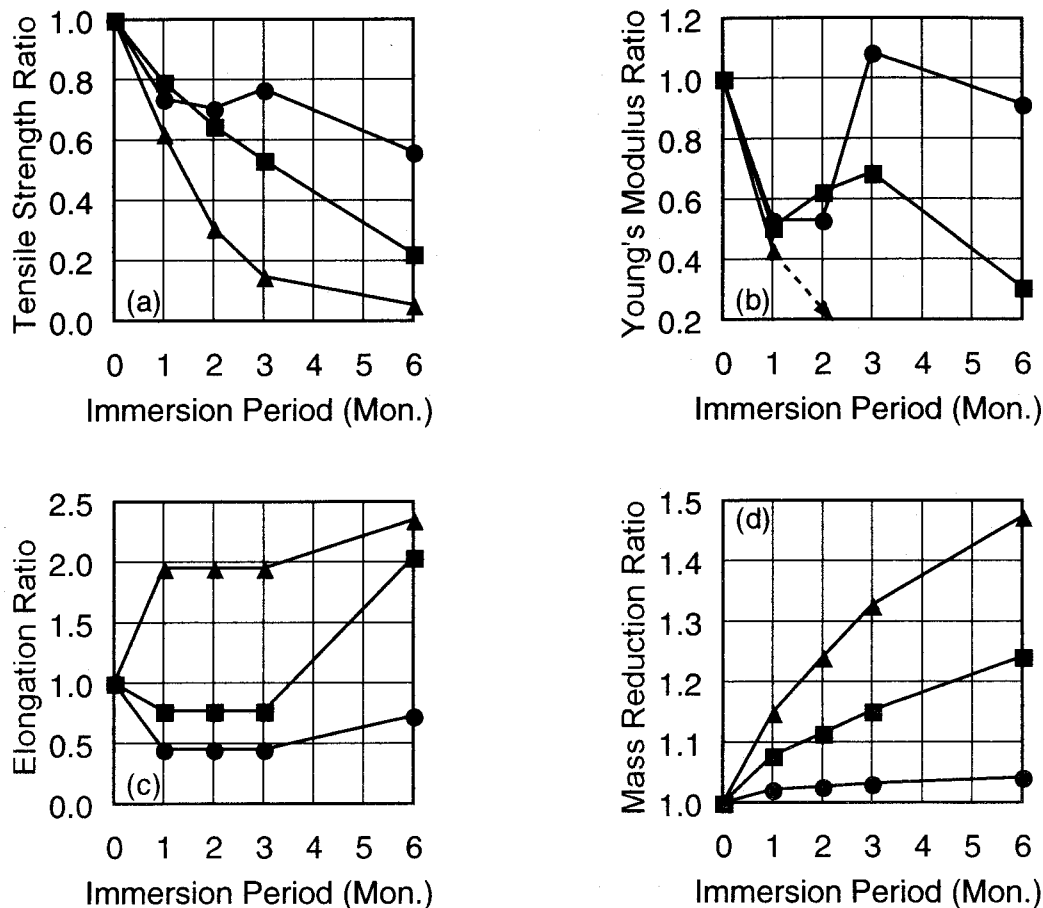 Tensile Strength Ratio
1.0
0.8
0.6
0.4
0.2
0.0
(a)
0 1 2 3 4 5 6
Immersion Period (Mon.)
Young's Modulus Ratio
1.2
1.0
0.8
0.6
0.4
0.2
(b)
0 1 2 3 4 5 6
Immersion Period (Mon.)
Elongation Ratio
2.5
2.0
1.5
1.0
0.5
0.0
(c)
0 1 2 3 4 5 6
Immersion Period (Mon.)
Mass Reduction Ratio
1.5
1.4
1.3
1.2
1.1
1.0
(d)
0 1 2 3 4 5 6
Immersion Period (Mon.)